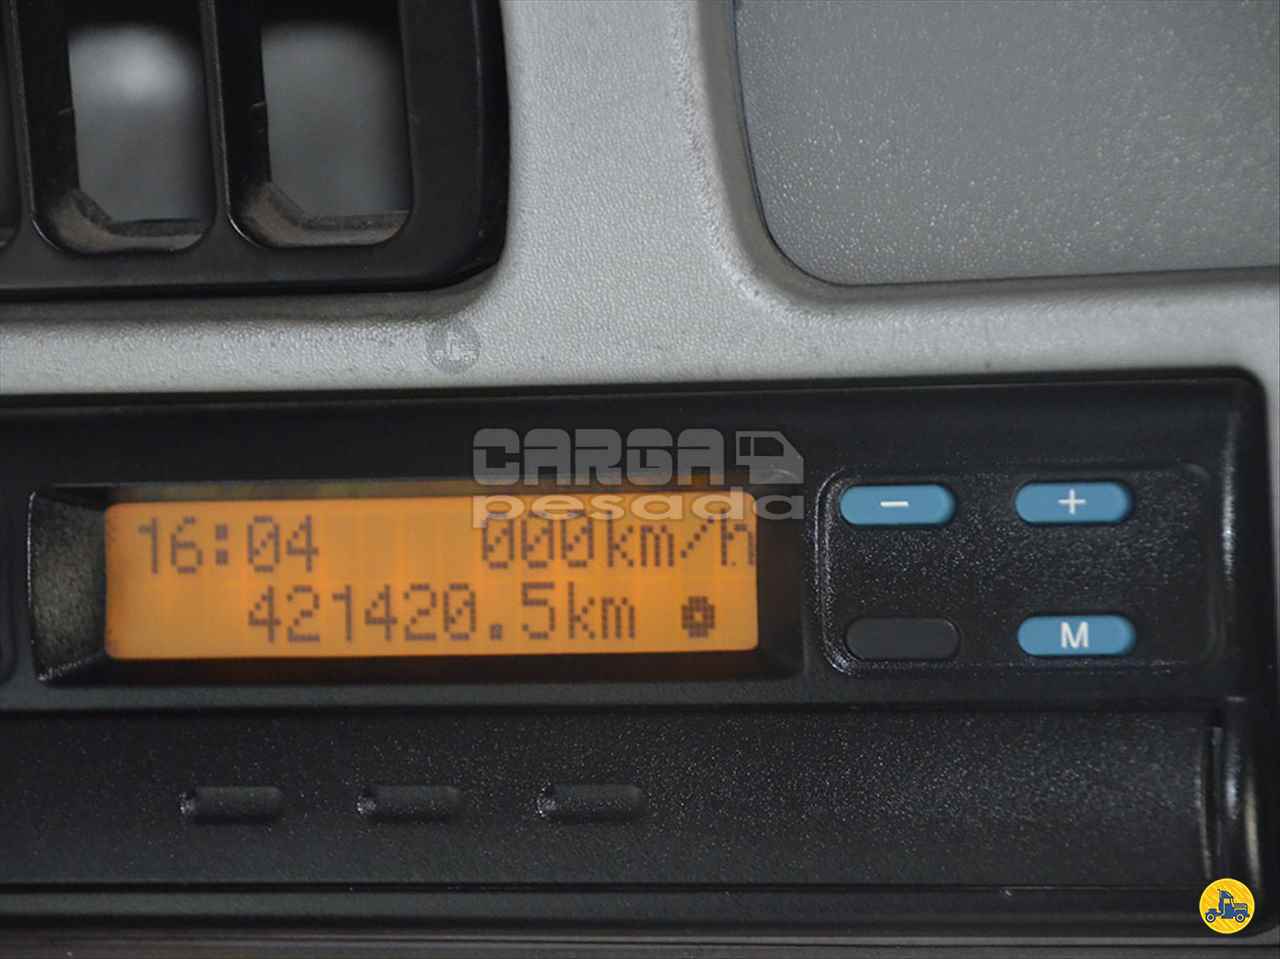 CARGA
pesada
16:04 000km/h
421420.5km
- +
M